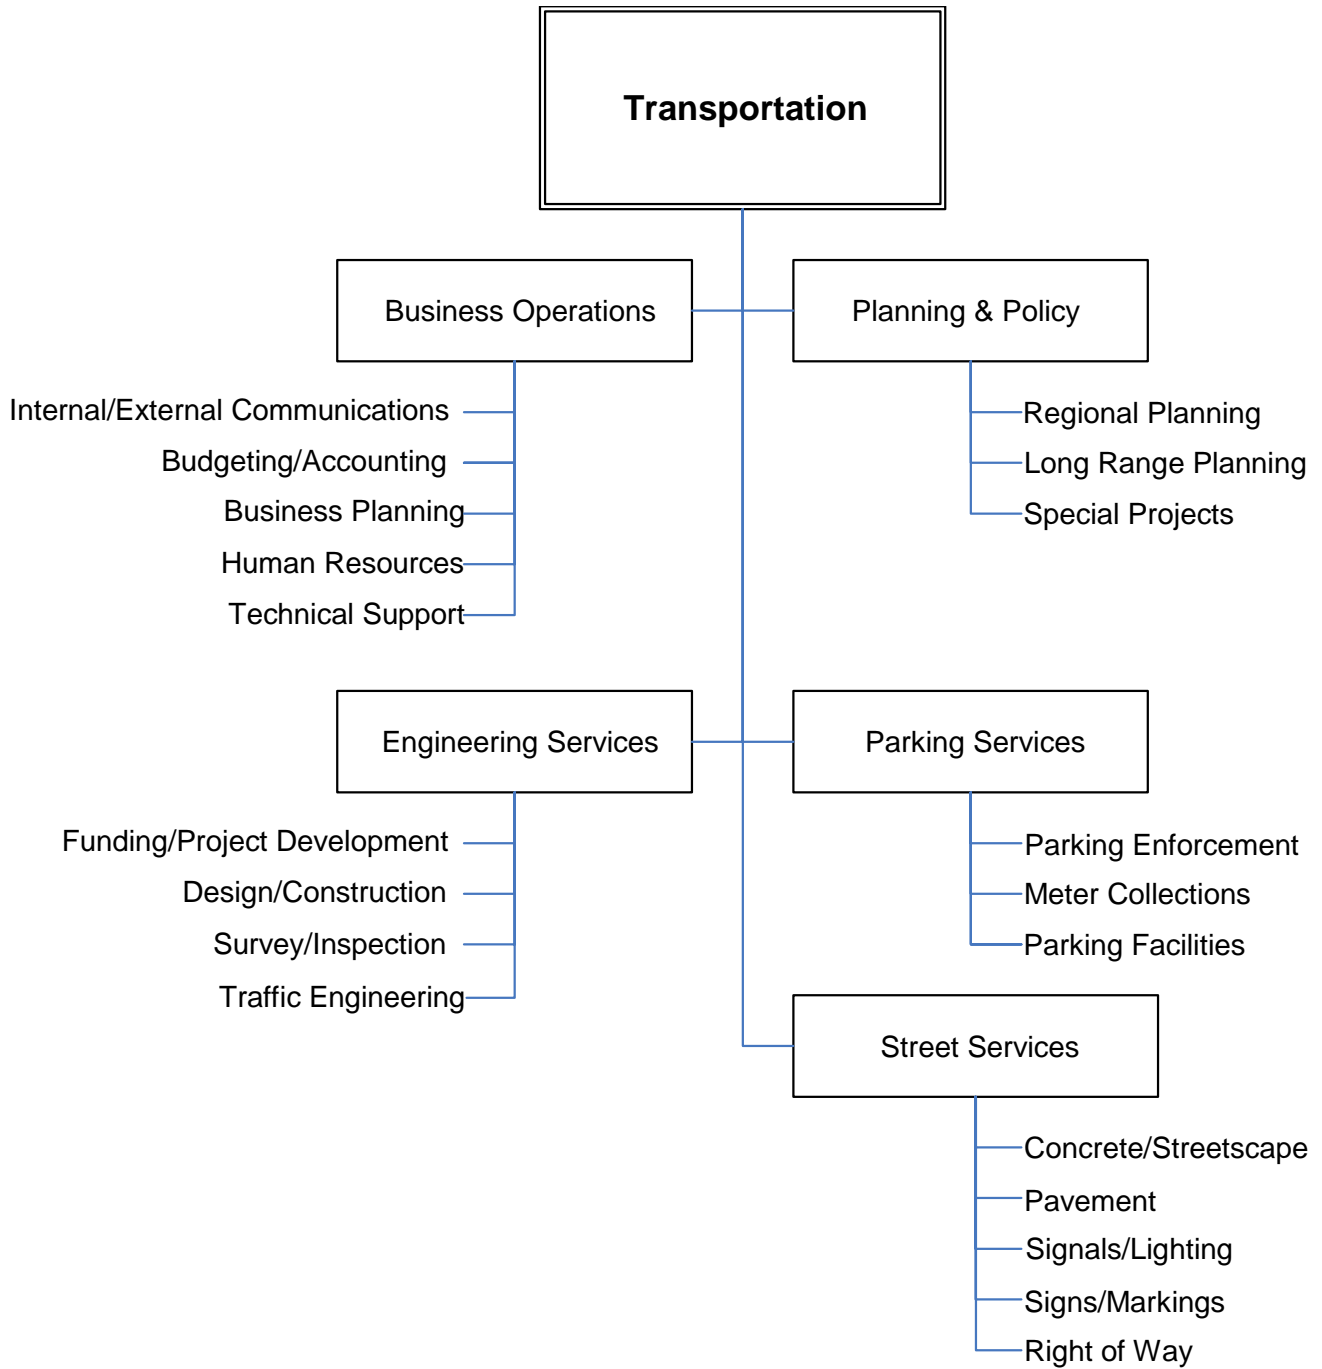 Transportation
Business Operations
Internal/External Communications
Budgeting/Accounting
Business Planning
Human Resources
Technical Support
Planning & Policy
Regional Planning
Long Range Planning
Special Projects
Engineering Services
Funding/Project Development
Design/Construction
Survey/Inspection
Traffic Engineering
Parking Services
Parking Enforcement
Meter Collections
Parking Facilities
Street Services
Concrete/Streetscape
Pavement
Signals/Lighting
Signs/Markings
Right of Way